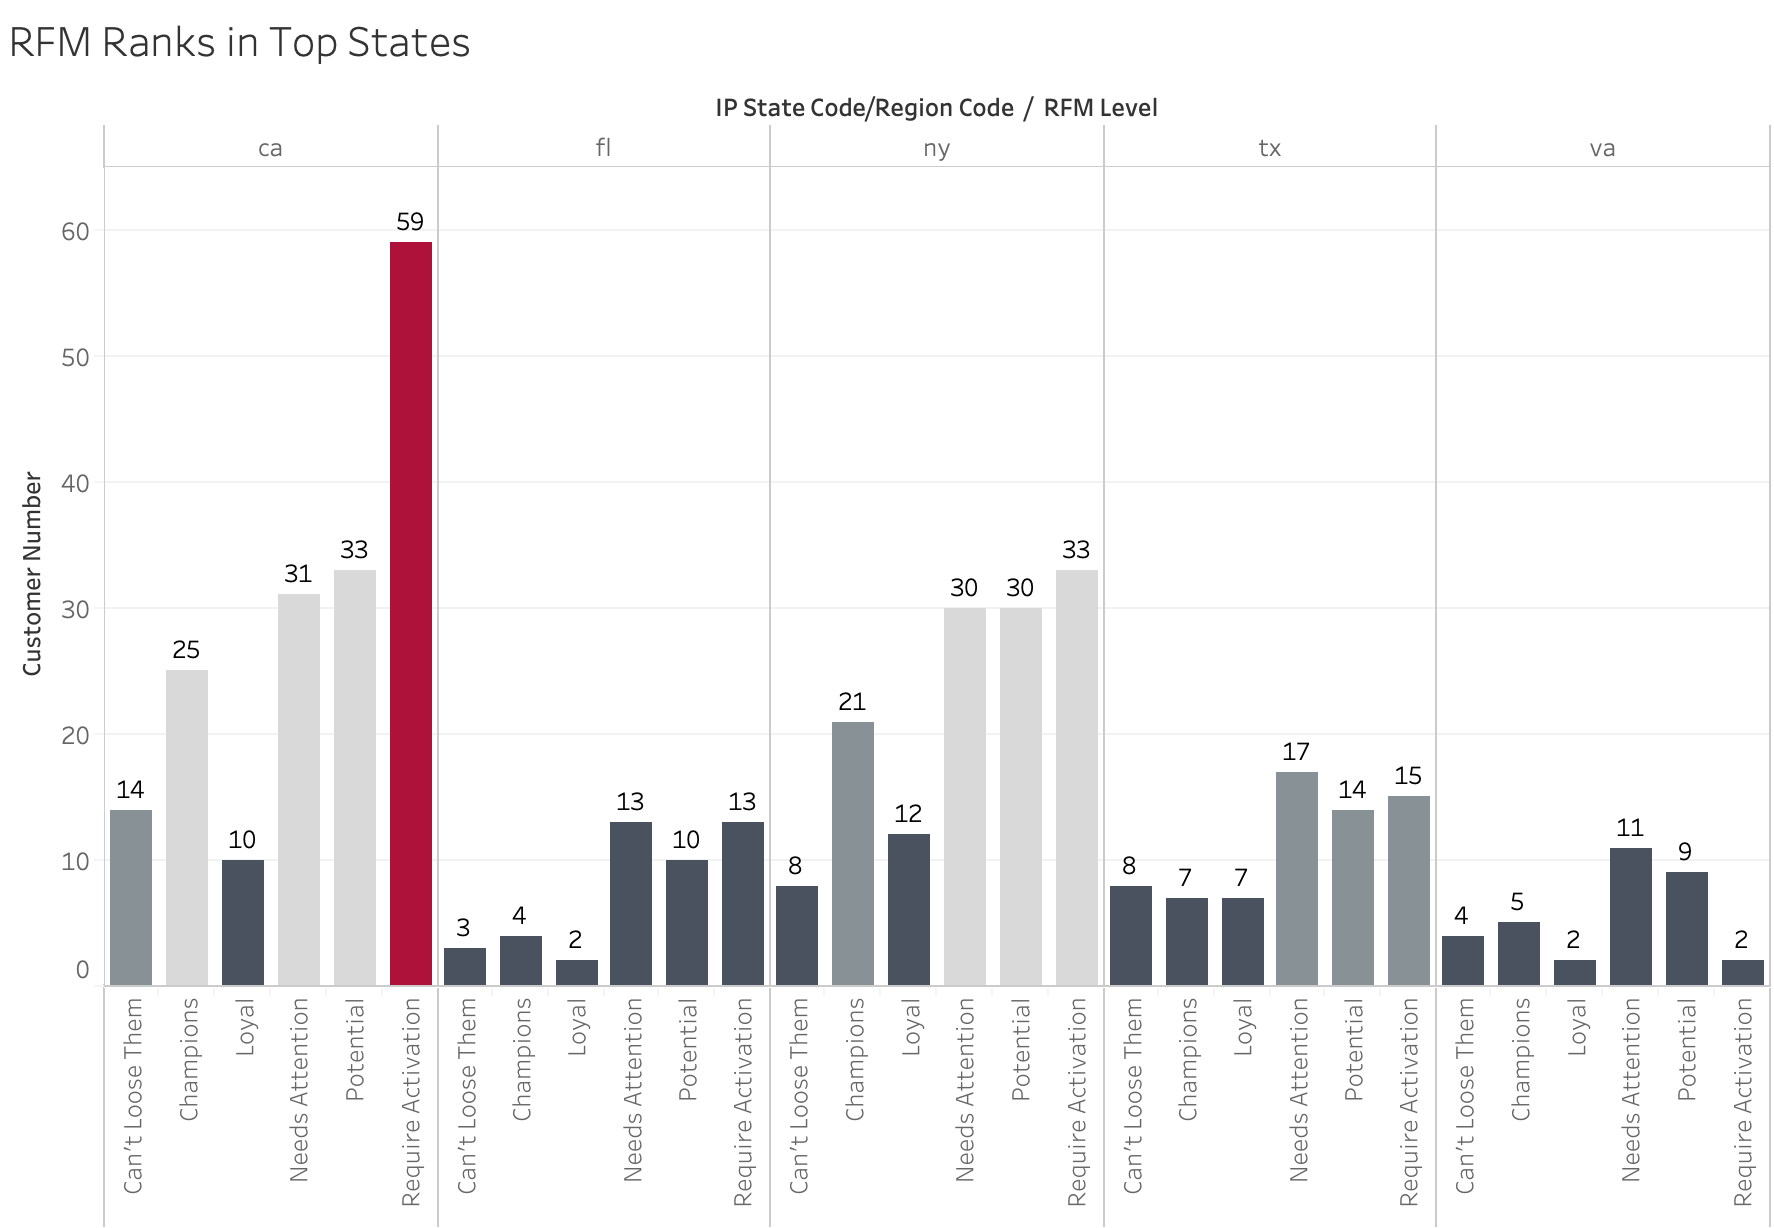 RFM Ranks in Top States
IP State Code/Region Code / RFM Level
ca fl ny tx va
Customer Number
60
50
40
30
20
10
0
14 25 10 31 33 59
3 4 2 13 10 13
8 21 12 30 30 33
8 7 7 17 14 15
4 5 2 11 9 2
Can't Loose Them
Champions
Loyal
Needs Attention
Potential
Require Activation
Can't Loose Them
Champions
Loyal
Needs Attention
Potential
Require Activation
Can't Loose Them
Champions
Loyal
Needs Attention
Potential
Require Activation
Can't Loose Them
Champions
Loyal
Needs Attention
Potential
Require Activation
Can't Loose Them
Champions
Loyal
Needs Attention
Potential
Require Activation